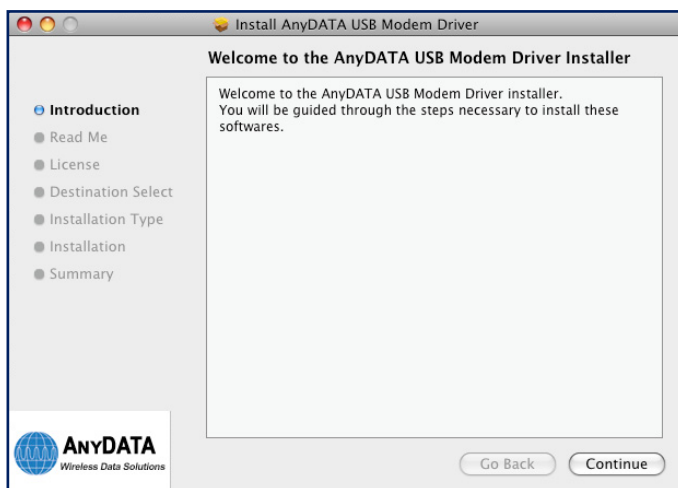 Install AnyDATA USB Modem Driver
Welcome to the AnyDATA USB Modem Driver Installer
Introduction
Read Me
License
Destination Select
Installation Type
Installation
Summary
Welcome to the AnyDATA USB Modem Driver installer.
You will be guided through the steps necessary to install these
softwares.
ANYDATA
Wireless Data Solutions
Go Back
Continue